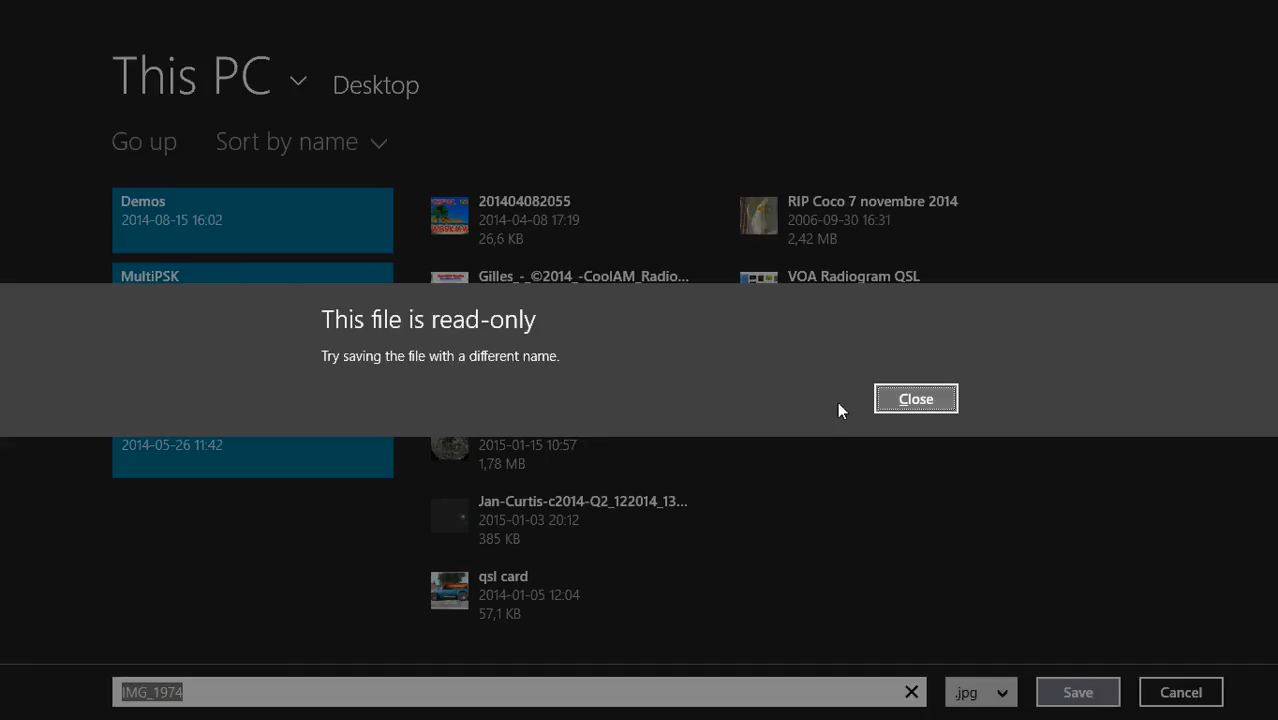 This PC
Desktop
Go up
Sort by name
Demos
2014-08-15 16:02
MultiPSK
2014-05-26 11:42
201404082055
2014-04-08 17:19
26,6 KB
Gilles_-_©2014_-CoolAM_Radio...
2015-01-15 10:57
1,78 MB
Jan-Curtis-c2014-Q2_122014_13...
2015-01-03 20:12
385 KB
qsl card
2014-01-05 12:04
57,1 KB
RIP Coco 7 novembre 2014
2006-09-30 16:31
2,42 MB
VOA Radiogram QSL
This file is read-only
Try saving the file with a different name.
Close
IMG_1974
.jpg
Save
Cancel